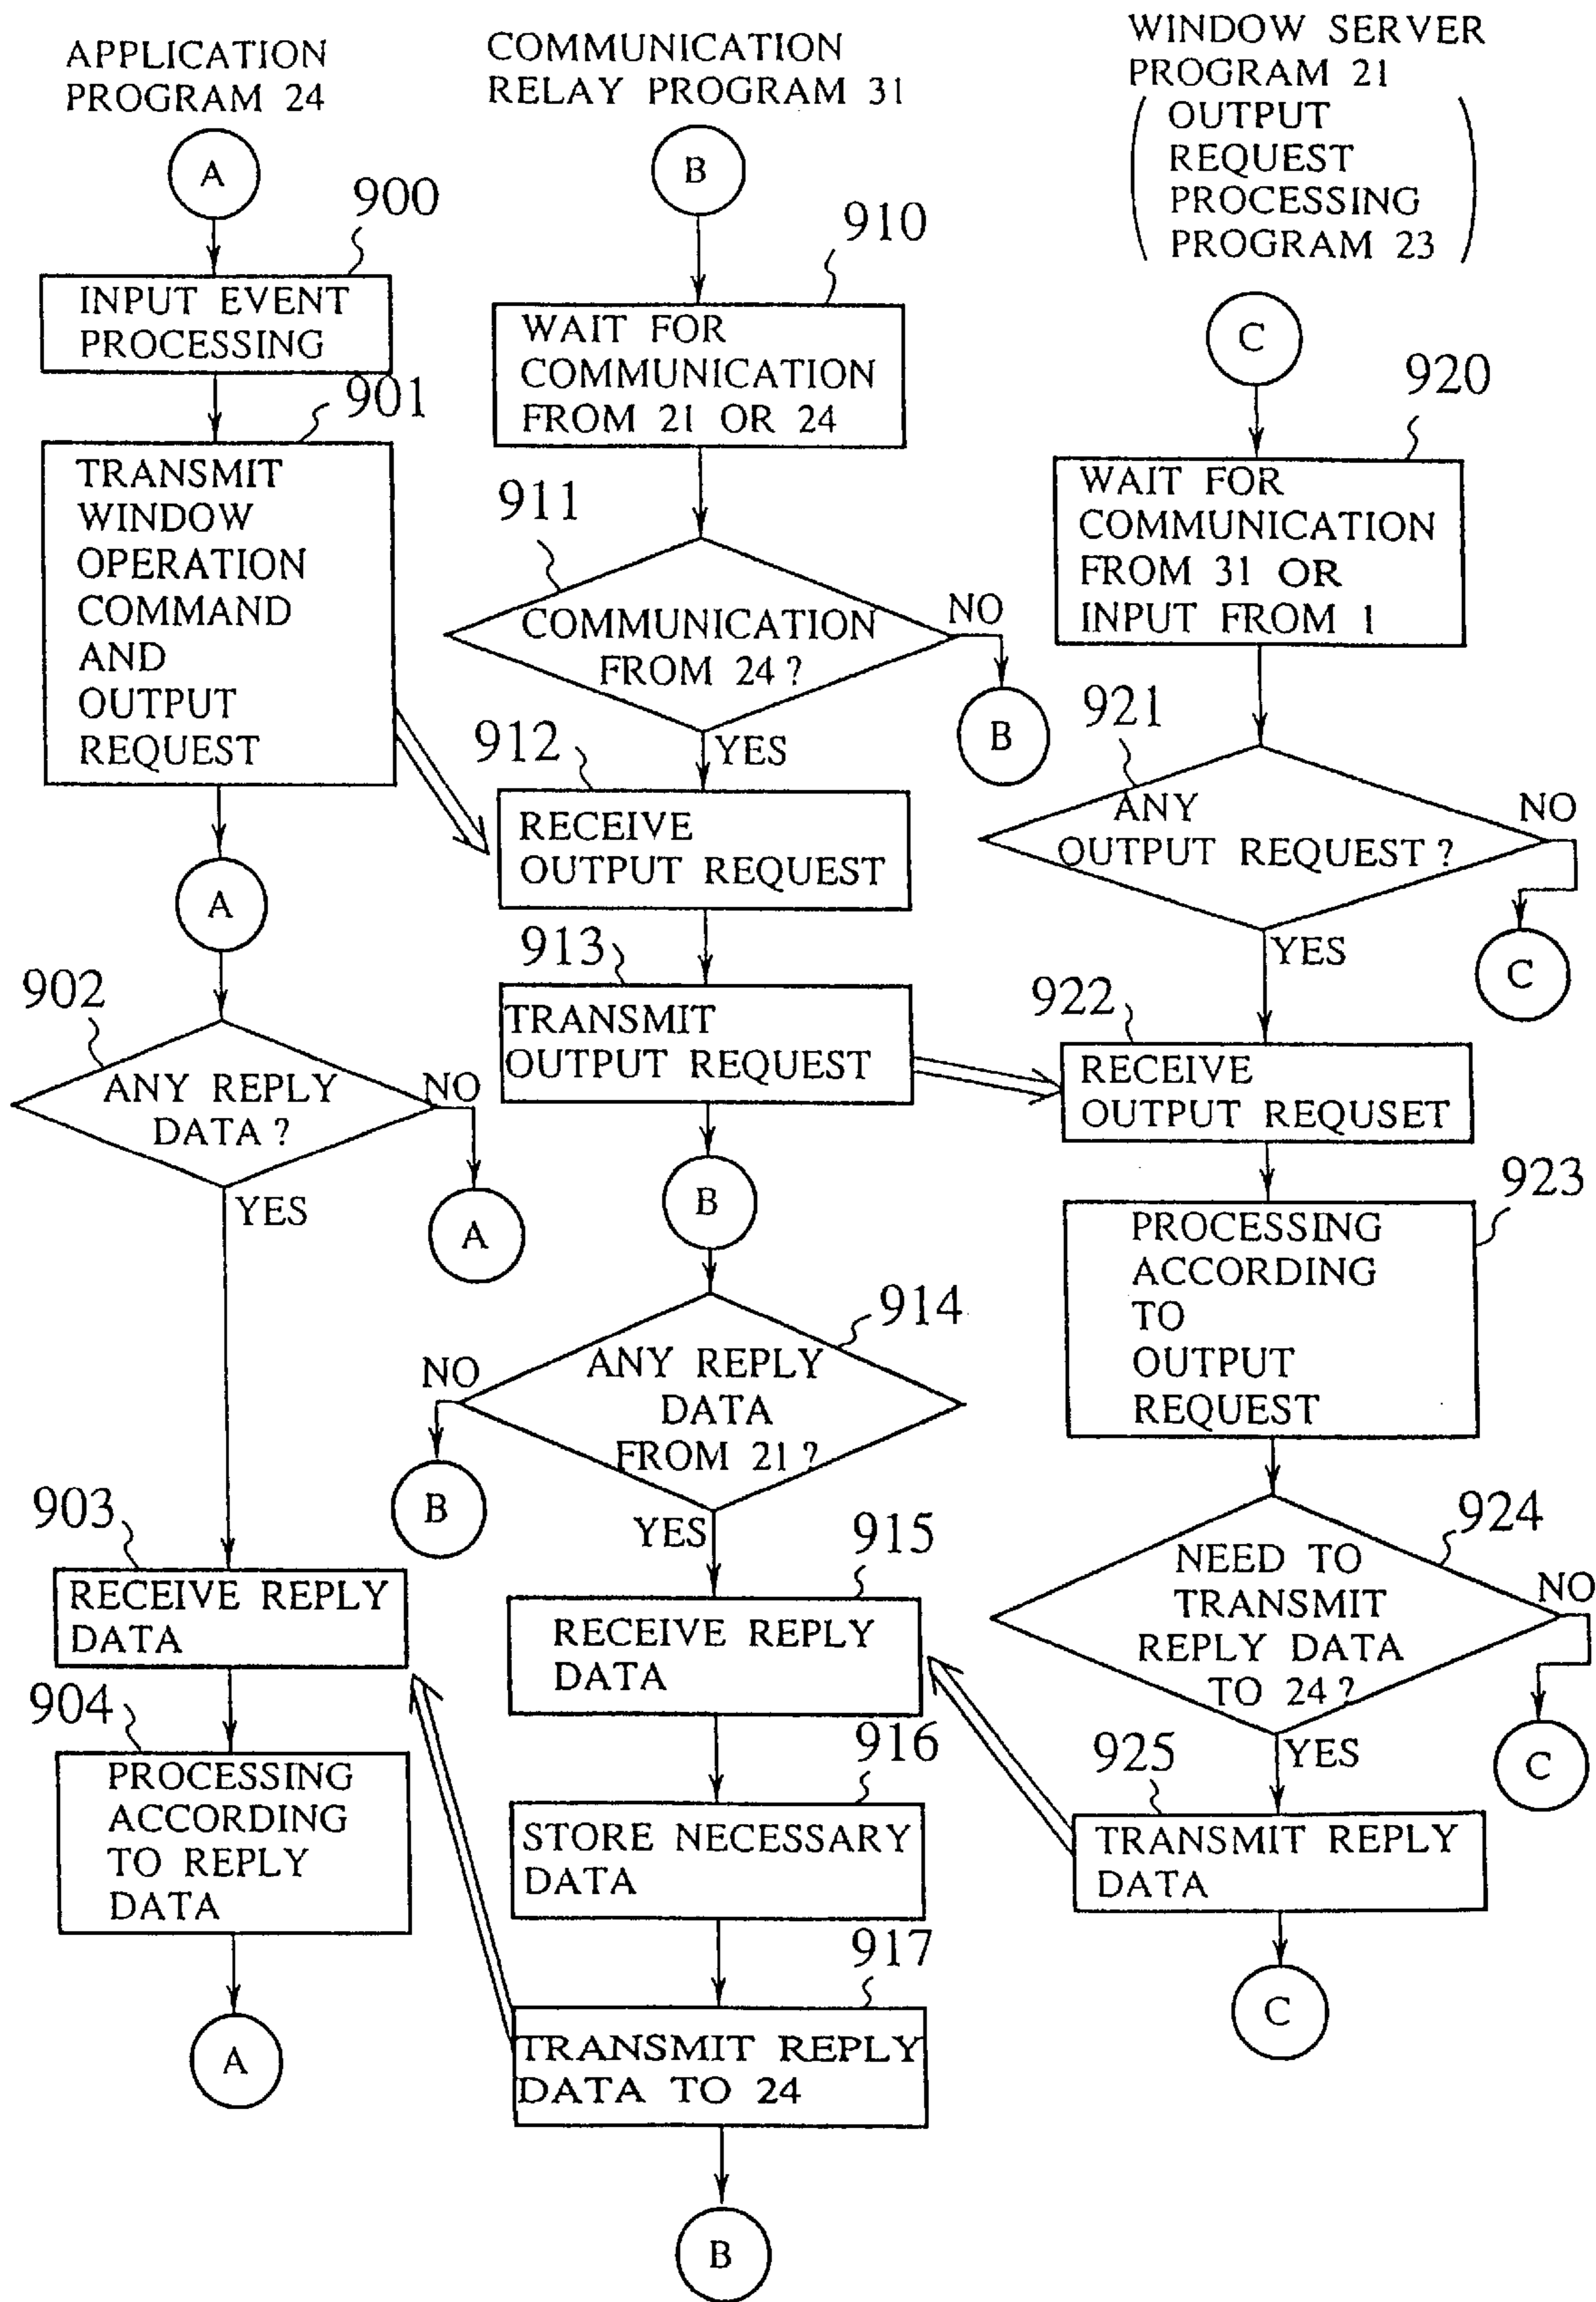 APPLICATION
PROGRAM 24
A
900
INPUT EVENT
PROCESSING
901
TRANSMIT
WINDOW
OPERATION
COMMAND
AND
OUTPUT
REQUEST
A
902
ANY REPLY
DATA?
NO
A
YES
903
RECEIVE REPLY
DATA
904
PROCESSING
ACCORDING
TO REPLY
DATA
A
COMMUNICATION
RELAY PROGRAM 31
B
910
WAIT FOR
COMMUNICATION
FROM 21 OR 24
911
COMMUNICATION
FROM 24?
NO
B
YES
912
RECEIVE
OUTPUT REQUEST
913
TRANSMIT
OUTPUT REQUEST
B
914
ANY REPLY
DATA
FROM 21?
NO
B
YES
915
RECEIVE REPLY
DATA
916
STORE NECESSARY
DATA
917
TRANSMIT REPLY
DATA TO 24
B
WINDOW SERVER
PROGRAM 21
OUTPUT
REQUEST
PROCESSING
PROGRAM 23
C
920
WAIT FOR
COMMUNICATION
FROM 31 OR
INPUT FROM 1
921
ANY
OUTPUT REQUEST?
NO
C
YES
922
RECEIVE
OUTPUT REQUSET
923
PROCESSING
ACCORDING
TO
OUTPUT
REQUEST
924
NEED TO
TRANSMIT
REPLY DATA
TO 24?
NO
C
YES
925
TRANSMIT REPLY
DATA
C